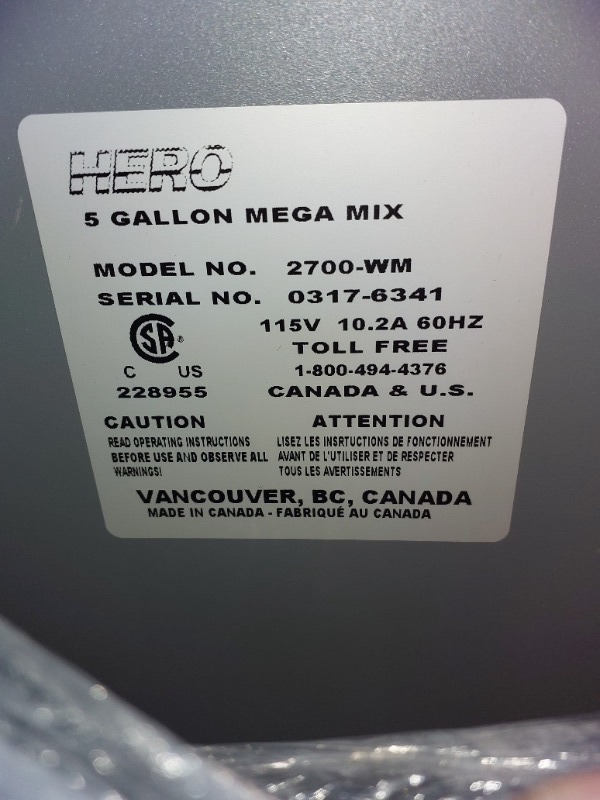 HERO
5 GALLON MEGA MIX
MODEL NO. 2700-WM
SERIAL NO. 0317-6341
115V 10.2A 60HZ
SA ®
TOLL FREE
C US
1-800-494-4376
228955
CANADA & U.S.
CAUTION
READ OPERATING INSTRUCTIONS
BEFORE USE AND OBSERVE ALL
WARNINGS!
ATTENTION
LISEZ LES INSRTUCTIONS DE FONCTIONNEMENT
AVANT DE L'UTILISER ET DE RESPECTER
TOUS LES AVERTISSEMENTS
VANCOUVER, BC, CANADA
MADE IN CANADA - FABRIQUÉ AU CANADA